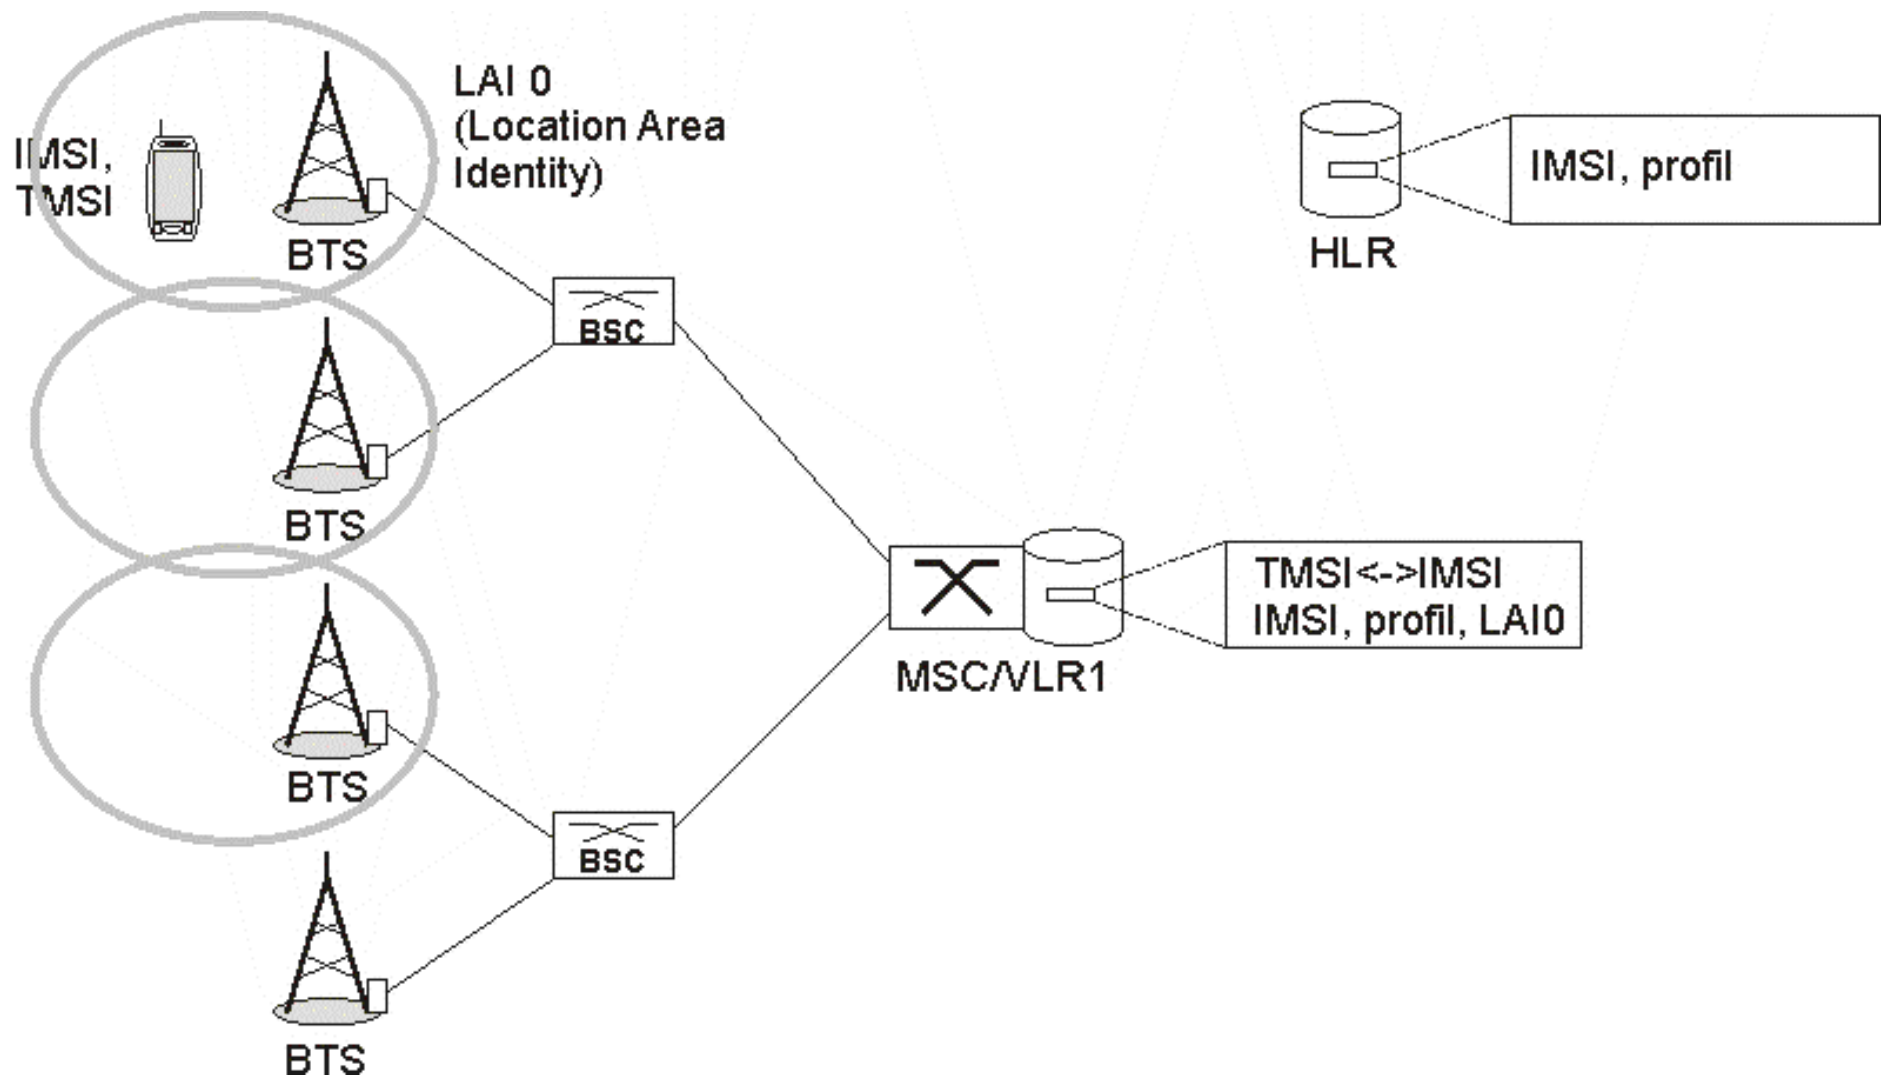 LAI 0
(Location Area
Identity)
IMSI,
TMSI
BTS
BSC
BTS
BTS
BSC
BTS
HLR
IMSI, profil
MSC/VLR1
TMSI<->IMSI
IMSI, profil, LAI0